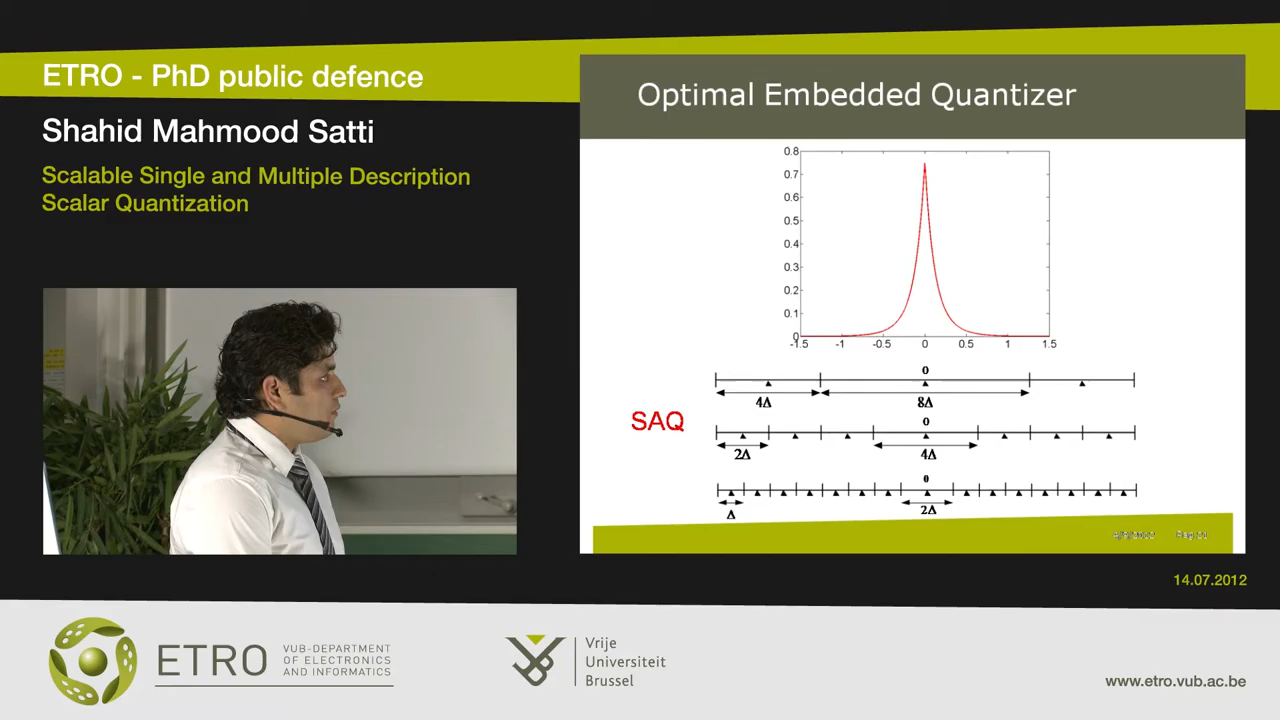 ETRO - PhD public defence
Shahid Mahmood Satti
Scalable Single and Multiple Description
Scalar Quantization
Optimal Embedded Quantizer
0.8
0.7
0.6
0.5
0.4
0.3
0.2
0.1
0
-1.5 -1 -0.5 0 0.5 1 1.5
0
4Δ 8Δ
SAQ
0
2Δ 4Δ
0
Δ 2Δ
14.07.2012
ETRO
VUB-DEPARTMENT
OF ELECTRONICS
AND INFORMATICS
Vrije
Universiteit
Brussel
www.etro.vub.ac.be